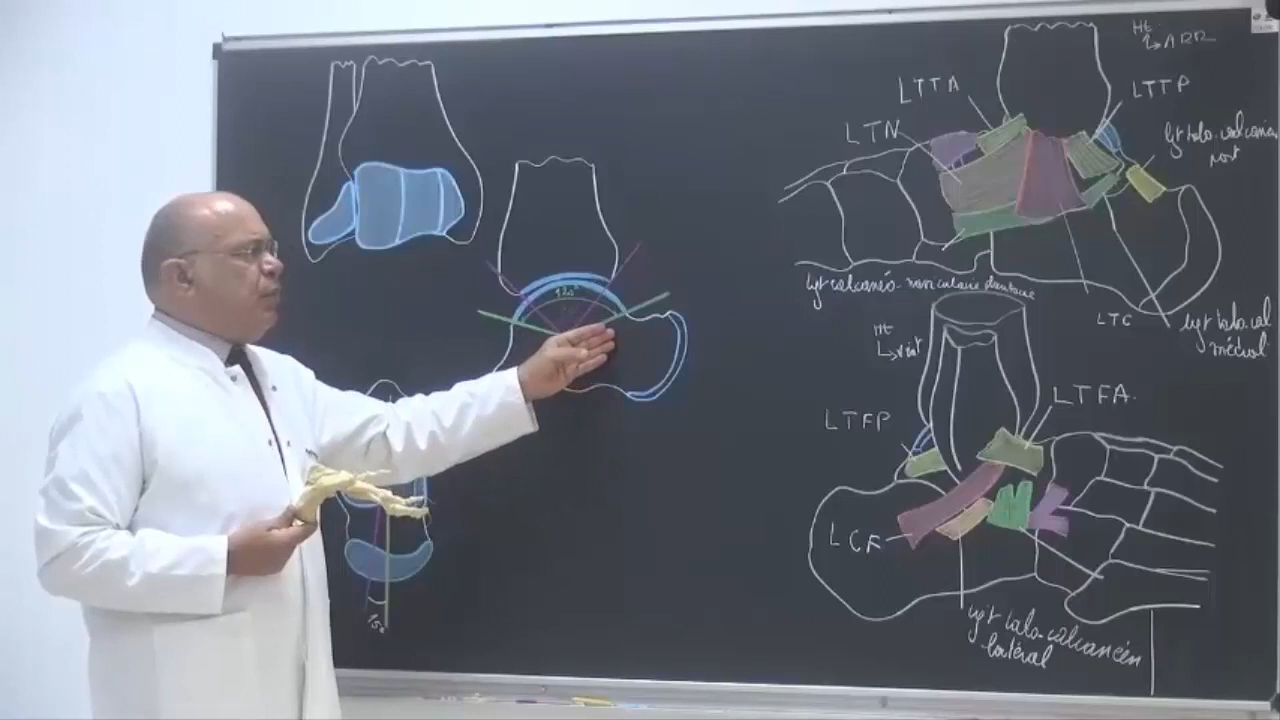 Ht
ARR
LTTA
LTTP
LTN
lgt talo-calcanéen
post
lgt calcanéo-naviculaire plantaire
LTC
lgt talo.cal
médial
120°
Ht
LTFA.
LTFP
LCF
lgt talo-calcanéen
latéral
15°